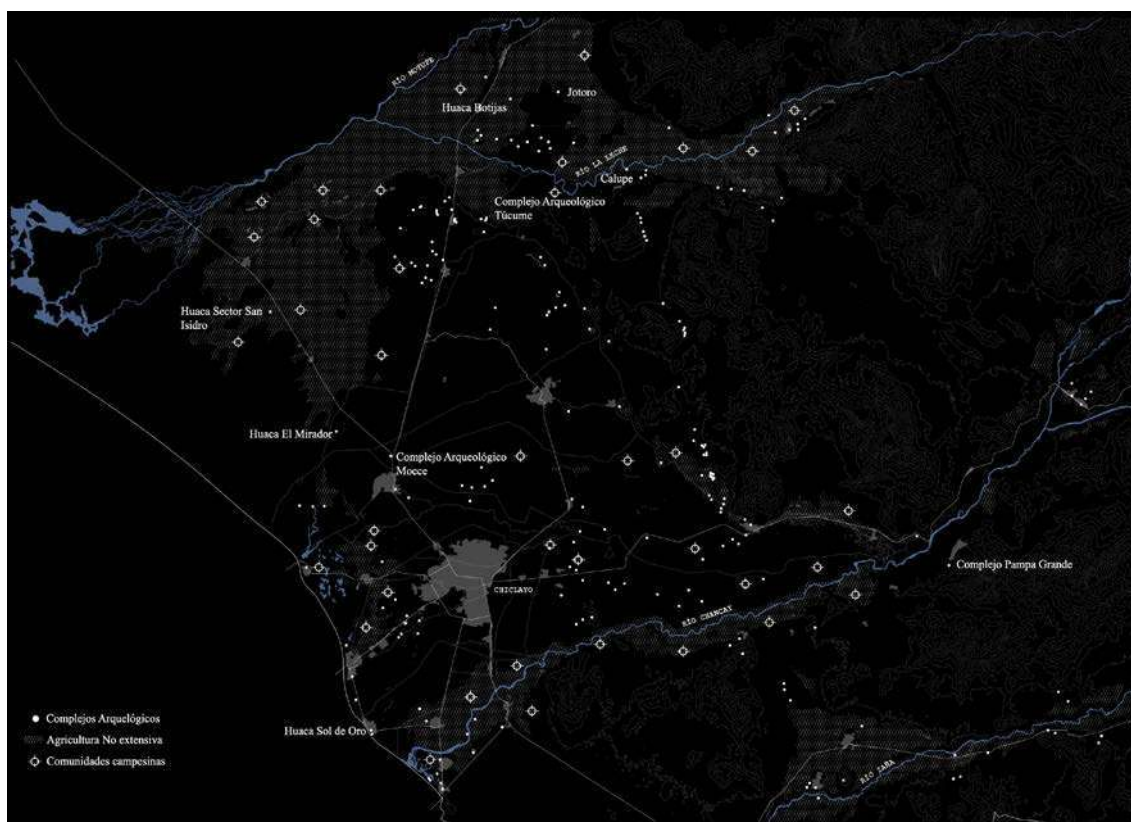 RÍO MOTUPE
Huaca Botijas
Jotoro
RÍO LA LECHE
Calupe
Complejo Arqueológico
Túcume
Huaca Sector San
Isidro
Huaca El Mirador
Complejo Arqueológico
Mocce
Complejo Pampa Grande
CHICLAYO
RÍO CHANCAY
Huaca Sol de Oro
RÍO ZAÑA
Complejos Arquelógicos
Agricultura No extensiva
Comunidades campesinas